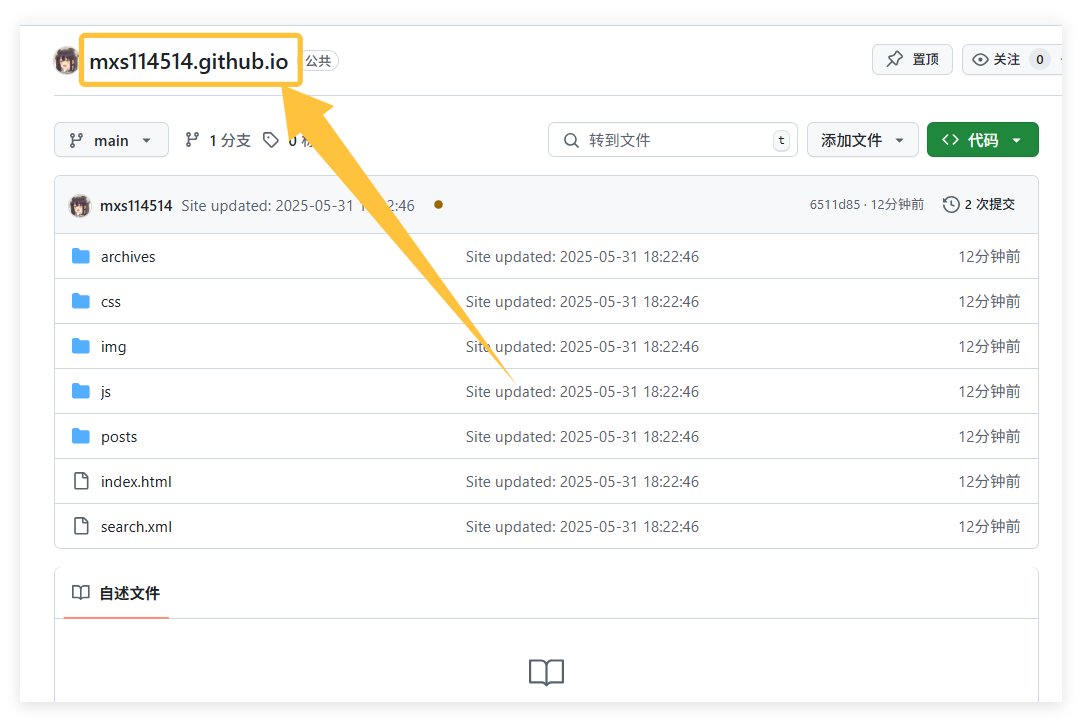 mxs114514.github.io 公共 置顶 关注 0
main 1 分支 0 转到文件 t 添加文件 代码
mxs114514 Site updated: 2025-05-31 2:46 6511d85 · 12分钟前 2 次提交
archives Site updated: 2025-05-31 18:22:46 12分钟前
css Site updated: 2025-05-31 18:22:46 12分钟前
img Site updated: 2025-05-31 18:22:46 12分钟前
js Site updated: 2025-05-31 18:22:46 12分钟前
posts Site updated: 2025-05-31 18:22:46 12分钟前
index.html Site updated: 2025-05-31 18:22:46 12分钟前
search.xml Site updated: 2025-05-31 18:22:46 12分钟前
自述文件